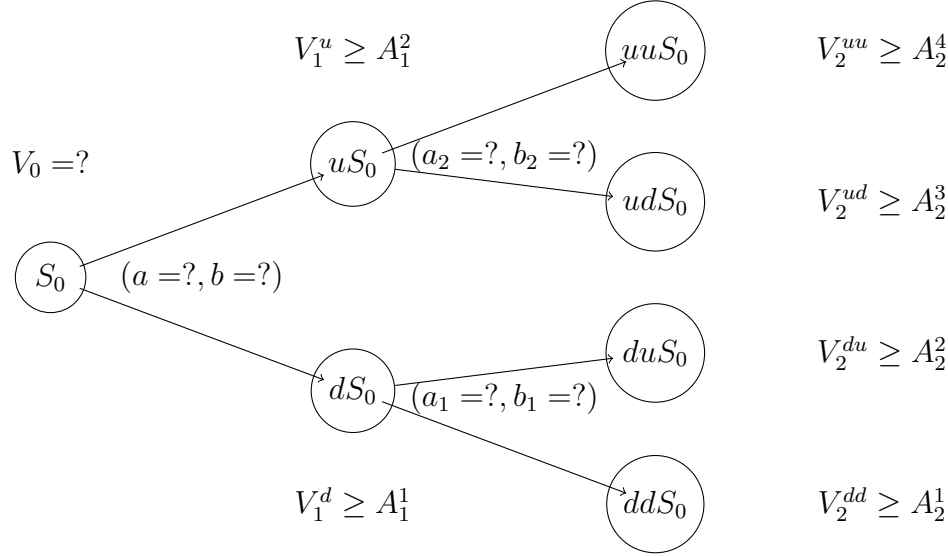 V_1^u ≥ A_1^2
uuS_0
V_2^{uu} ≥ A_2^4
V_0 =?
uS_0
(a_2 =?, b_2 =?)
udS_0
V_2^{ud} ≥ A_2^3
S_0
(a =?, b =?)
duS_0
V_2^{du} ≥ A_2^2
dS_0
(a_1 =?, b_1 =?)
V_1^d ≥ A_1^1
ddS_0
V_2^{dd} ≥ A_2^1